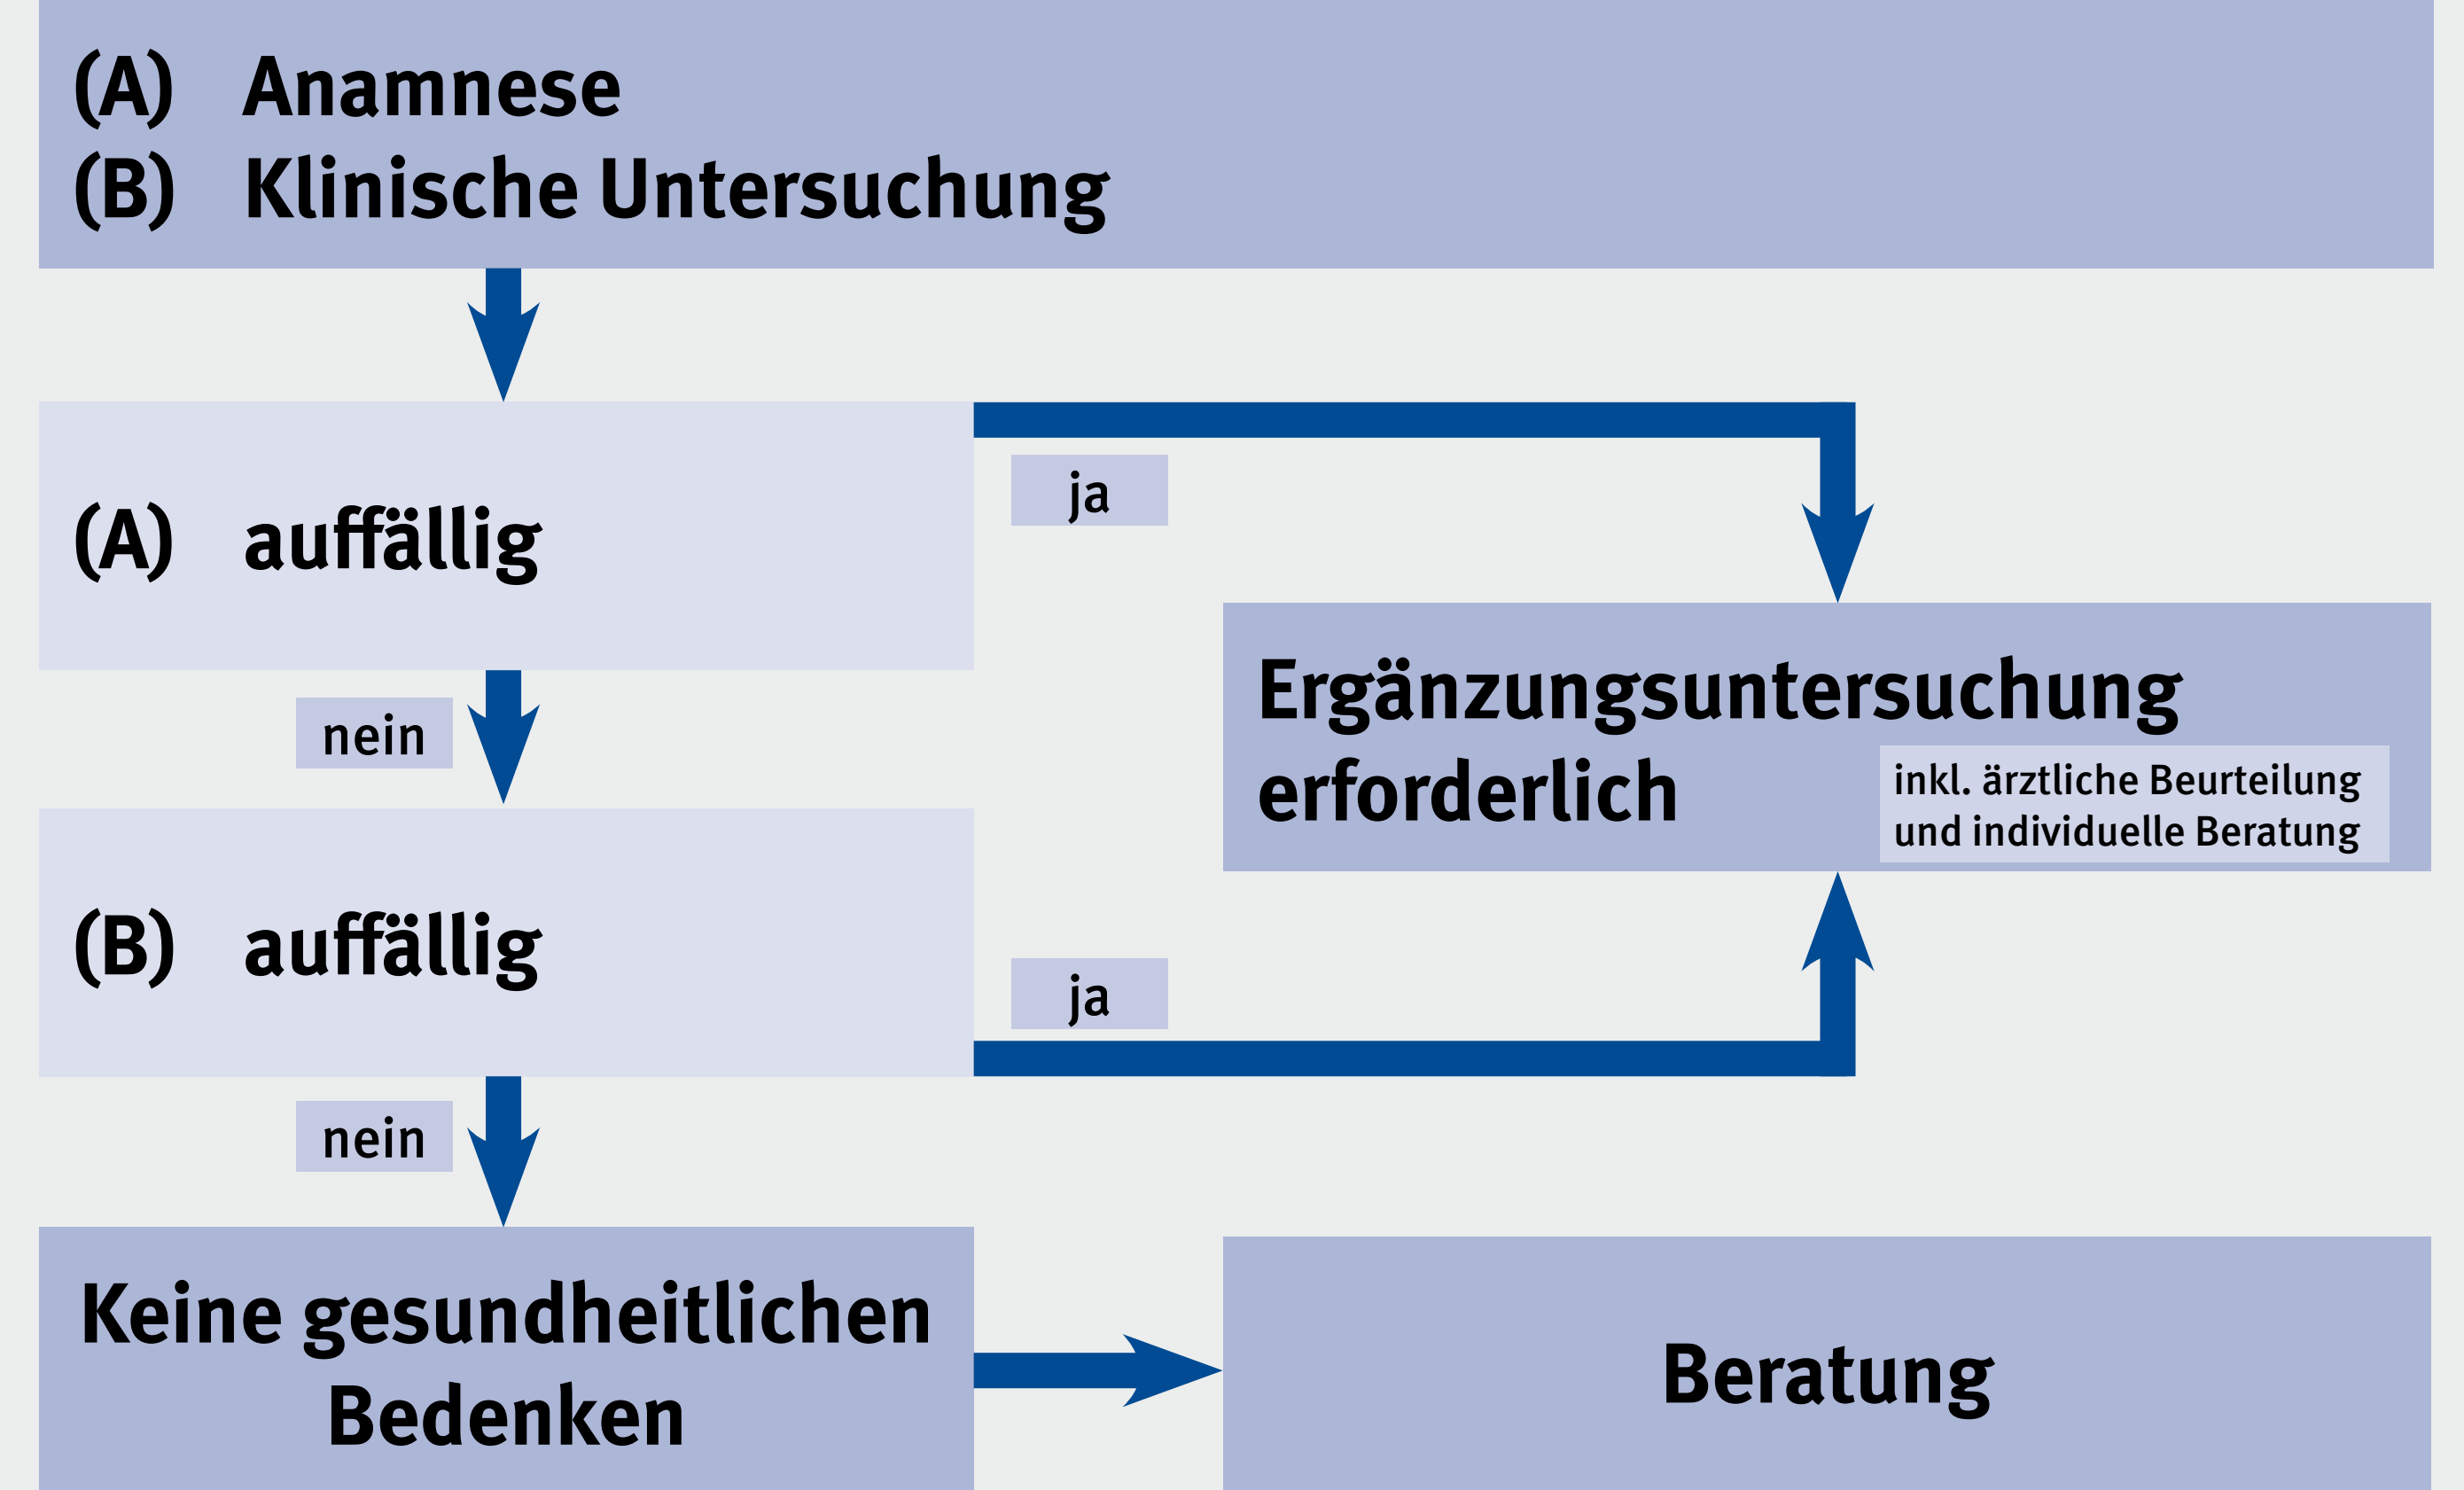 (A) Anamnese
(B) Klinische Untersuchung
(A) auffällig
ja
nein
Ergänzungsuntersuchung
erforderlich
inkl. ärztliche Beurteilung
und individuelle Beratung
(B) auffällig
ja
nein
Keine gesundheitlichen
Bedenken
Beratung